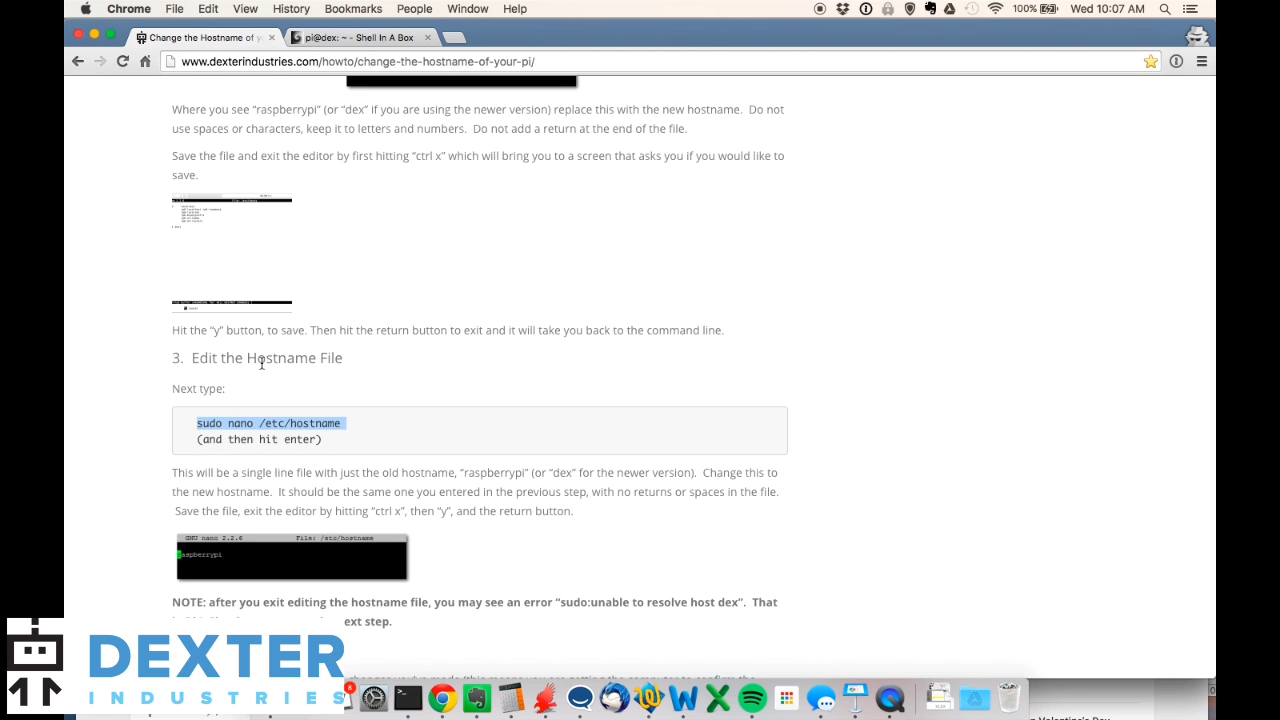 Chrome File Edit View History Bookmarks People Window Help 100% Wed 10:07 AM
Change the Hostname of y
pi@dex: ~ - Shell In A Box
www.dexterindustries.com/howto/change-the-hostname-of-your-pi/
Where you see “raspberrypi” (or “dex” if you are using the newer version) replace this with the new hostname. Do not
use spaces or characters, keep it to letters and numbers. Do not add a return at the end of the file.
Save the file and exit the editor by first hitting “ctrl x” which will bring you to a screen that asks you if you would like to
save.
Hit the “y” button, to save. Then hit the return button to exit and it will take you back to the command line.
3. Edit the Hostname File
Next type:
sudo nano /etc/hostname
(and then hit enter)
This will be a single line file with just the old hostname, “raspberrypi” (or “dex” for the newer version). Change this to
the new hostname. It should be the same one you entered in the previous step, with no returns or spaces in the file.
Save the file, exit the editor by hitting “ctrl x”, then “y”, and the return button.
GNU nano 2.2.6 File: /etc/hostname
raspberrypi
NOTE: after you exit editing the hostname file, you may see an error “sudo:unable to resolve host dex”. That
ext step.
DEXTER
INDUSTRIES
8